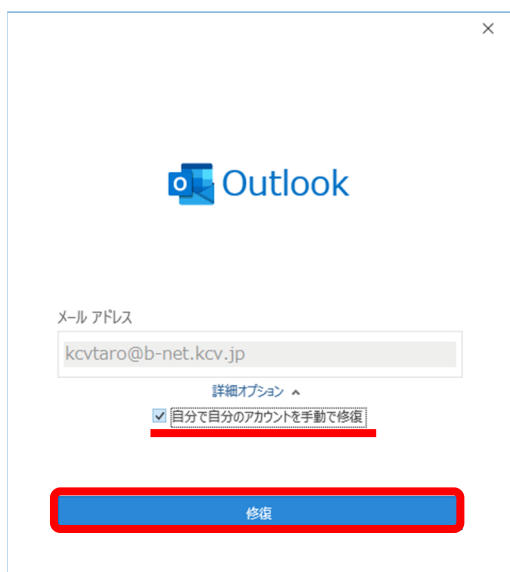 Outlook
メール アドレス
kcvtaro@b-net.kcv.jp
詳細オプション
自分で自分のアカウントを手動で修復
修復